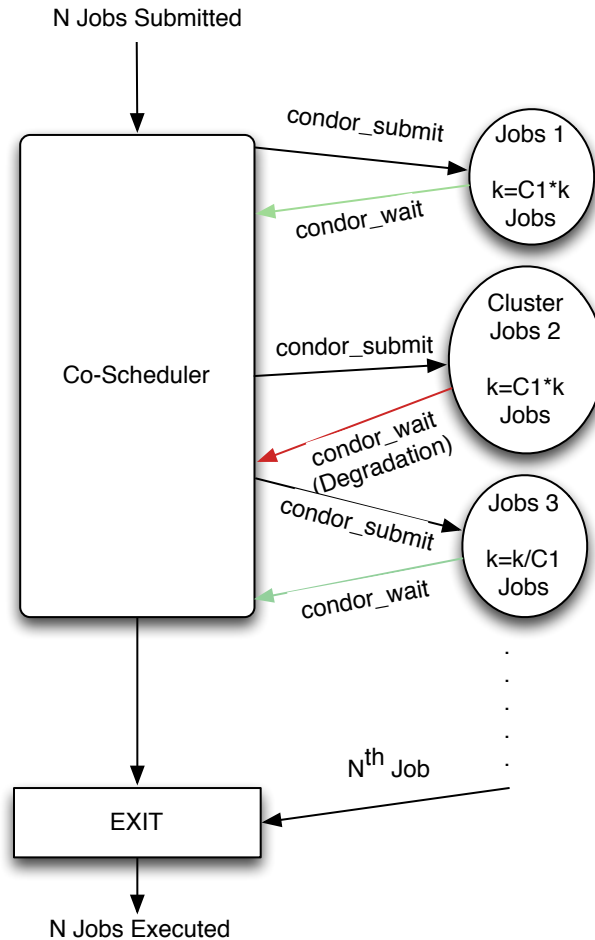 N Jobs Submitted
condor_submit
Jobs 1
k=C1*k
Jobs
condor_wait
Cluster
Jobs 2
k=C1*k
Jobs
condor_submit
Co-Scheduler
condor_wait
(Degradation)
Jobs 3
k=k/C1
Jobs
condor_submit
condor_wait
.
.
.
.
.
Nth Job
EXIT
N Jobs Executed